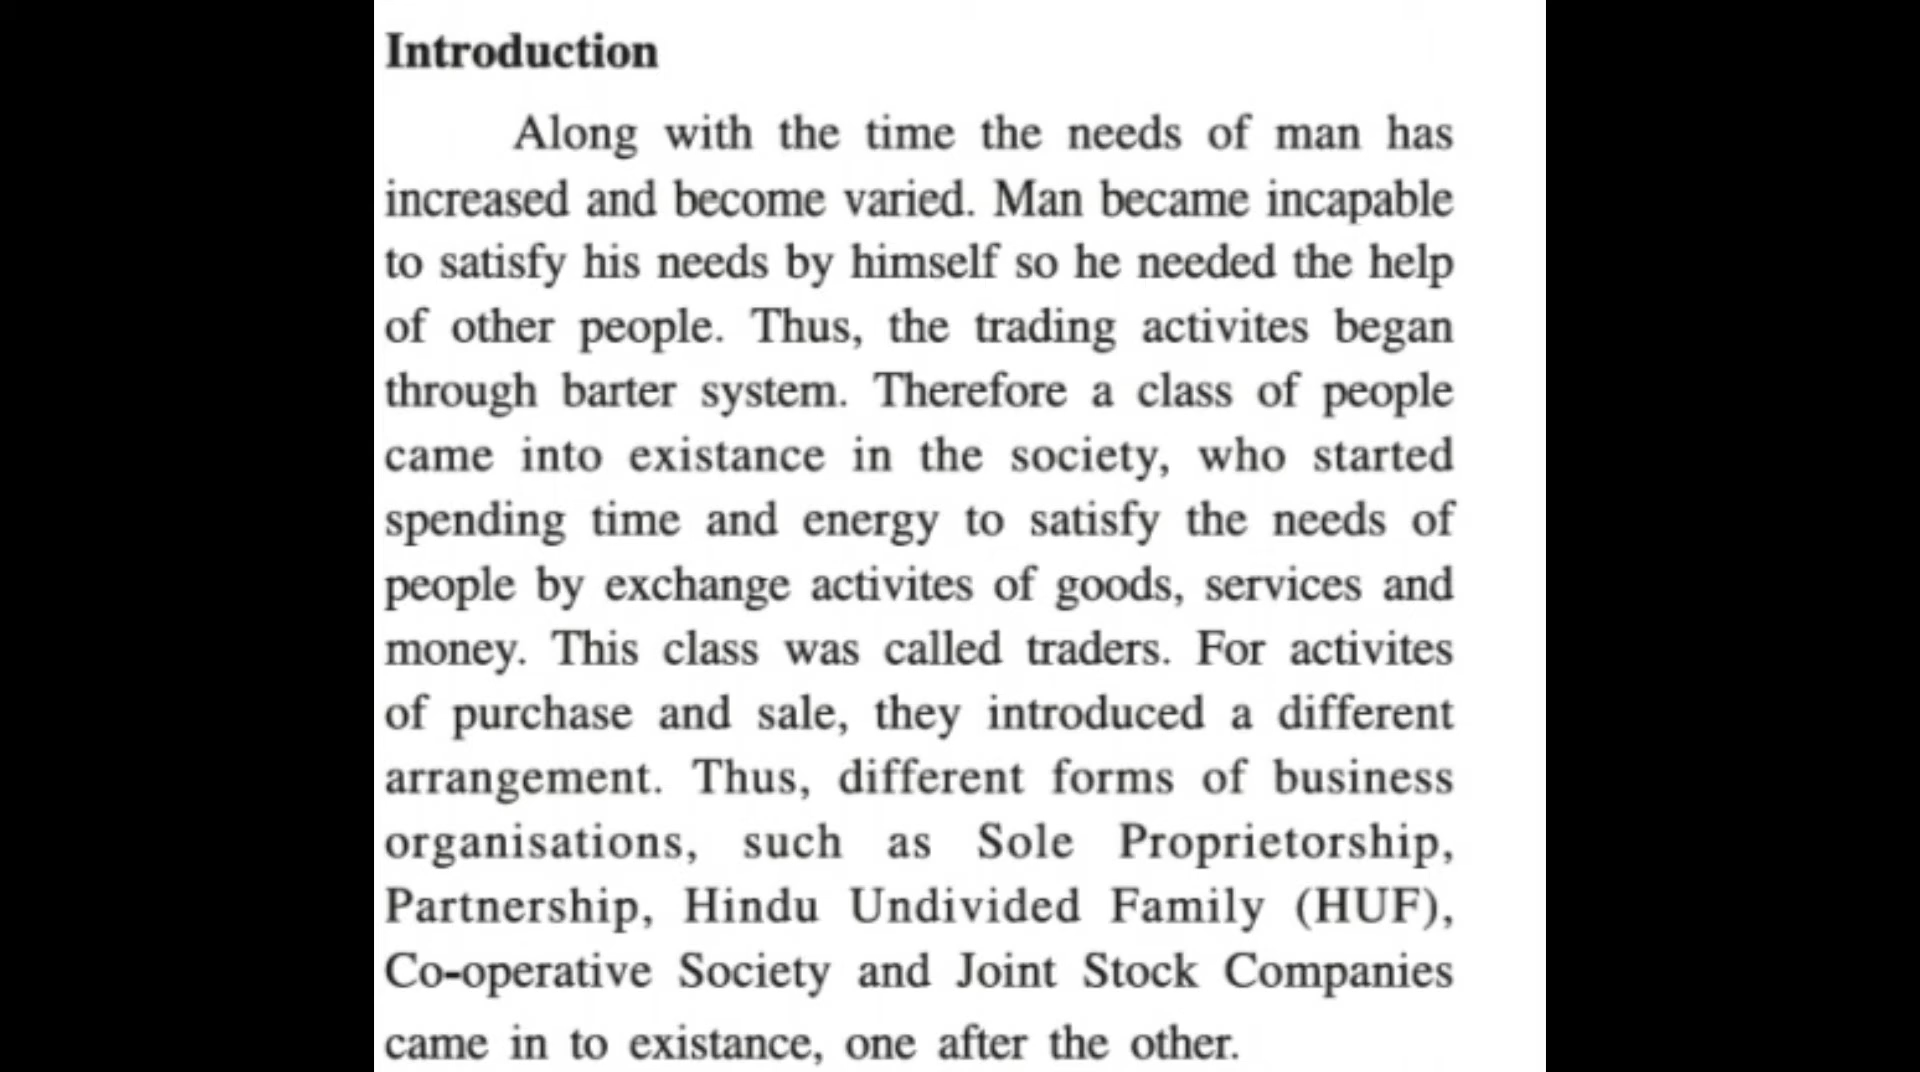 Introduction
Along with the time the needs of man has
increased and become varied. Man became incapable
to satisfy his needs by himself so he needed the help
of other people. Thus, the trading activites began
through barter system. Therefore a class of people
came into existance in the society, who started
spending time and energy to satisfy the needs of
people by exchange activites of goods, services and
money. This class was called traders. For activites
of purchase and sale, they introduced a different
arrangement. Thus, different forms of business
organisations, such as Sole Proprietorship,
Partnership, Hindu Undivided Family (HUF),
Co-operative Society and Joint Stock Companies
came in to existance, one after the other.